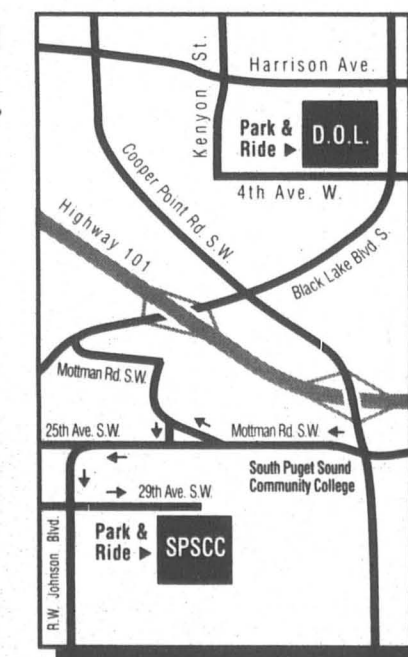 Kenyon St.
Harrison Ave.
Park &
Ride ▶
D.O.L.
4th Ave. W.
Cooper Point Rd. S.W.
Highway 101
Black Lake Blvd. S.
Mottman Rd. S.W.
25th Ave. S.W.
Mottman Rd. S.W.
South Puget Sound
Community College
29th Ave. S.W.
Park &
Ride ▶
SPSCC
R.W. Johnson Blvd.